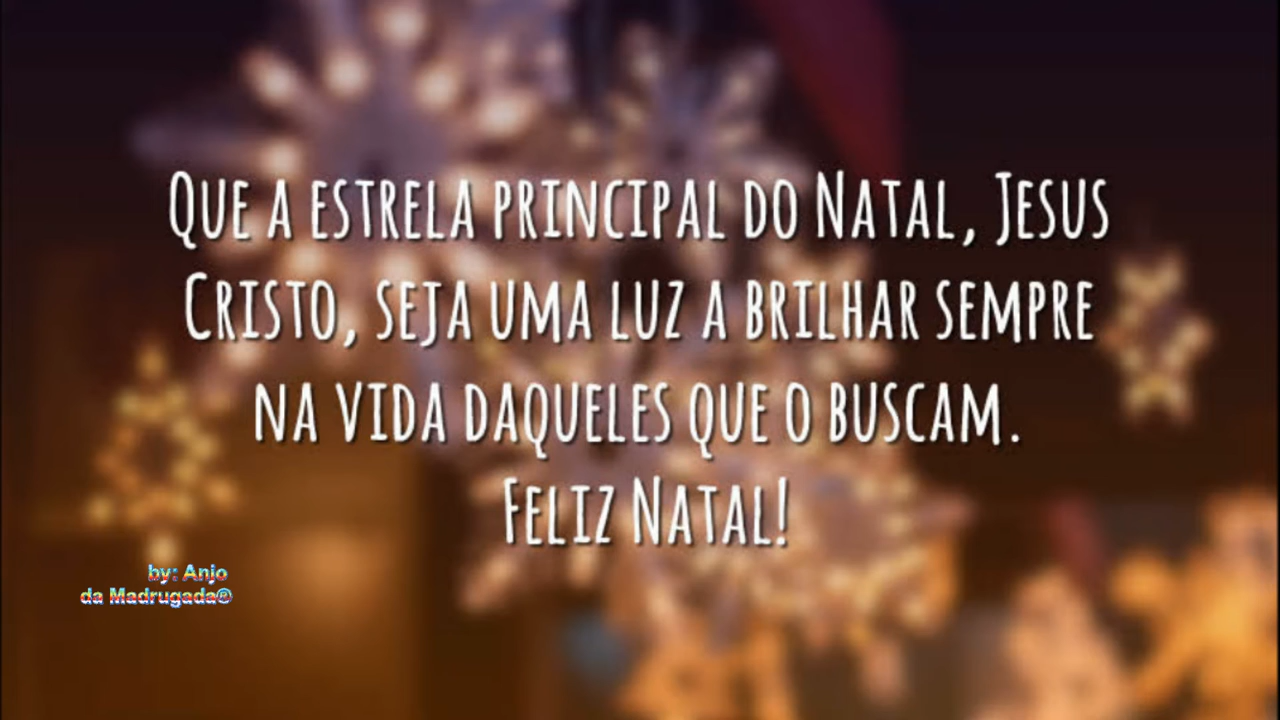 Que a estrela principal do Natal, Jesus
Cristo, seja uma luz a brilhar sempre
na vida daqueles que o buscam.
Feliz Natal!
by: Anjo
da Madrugada®